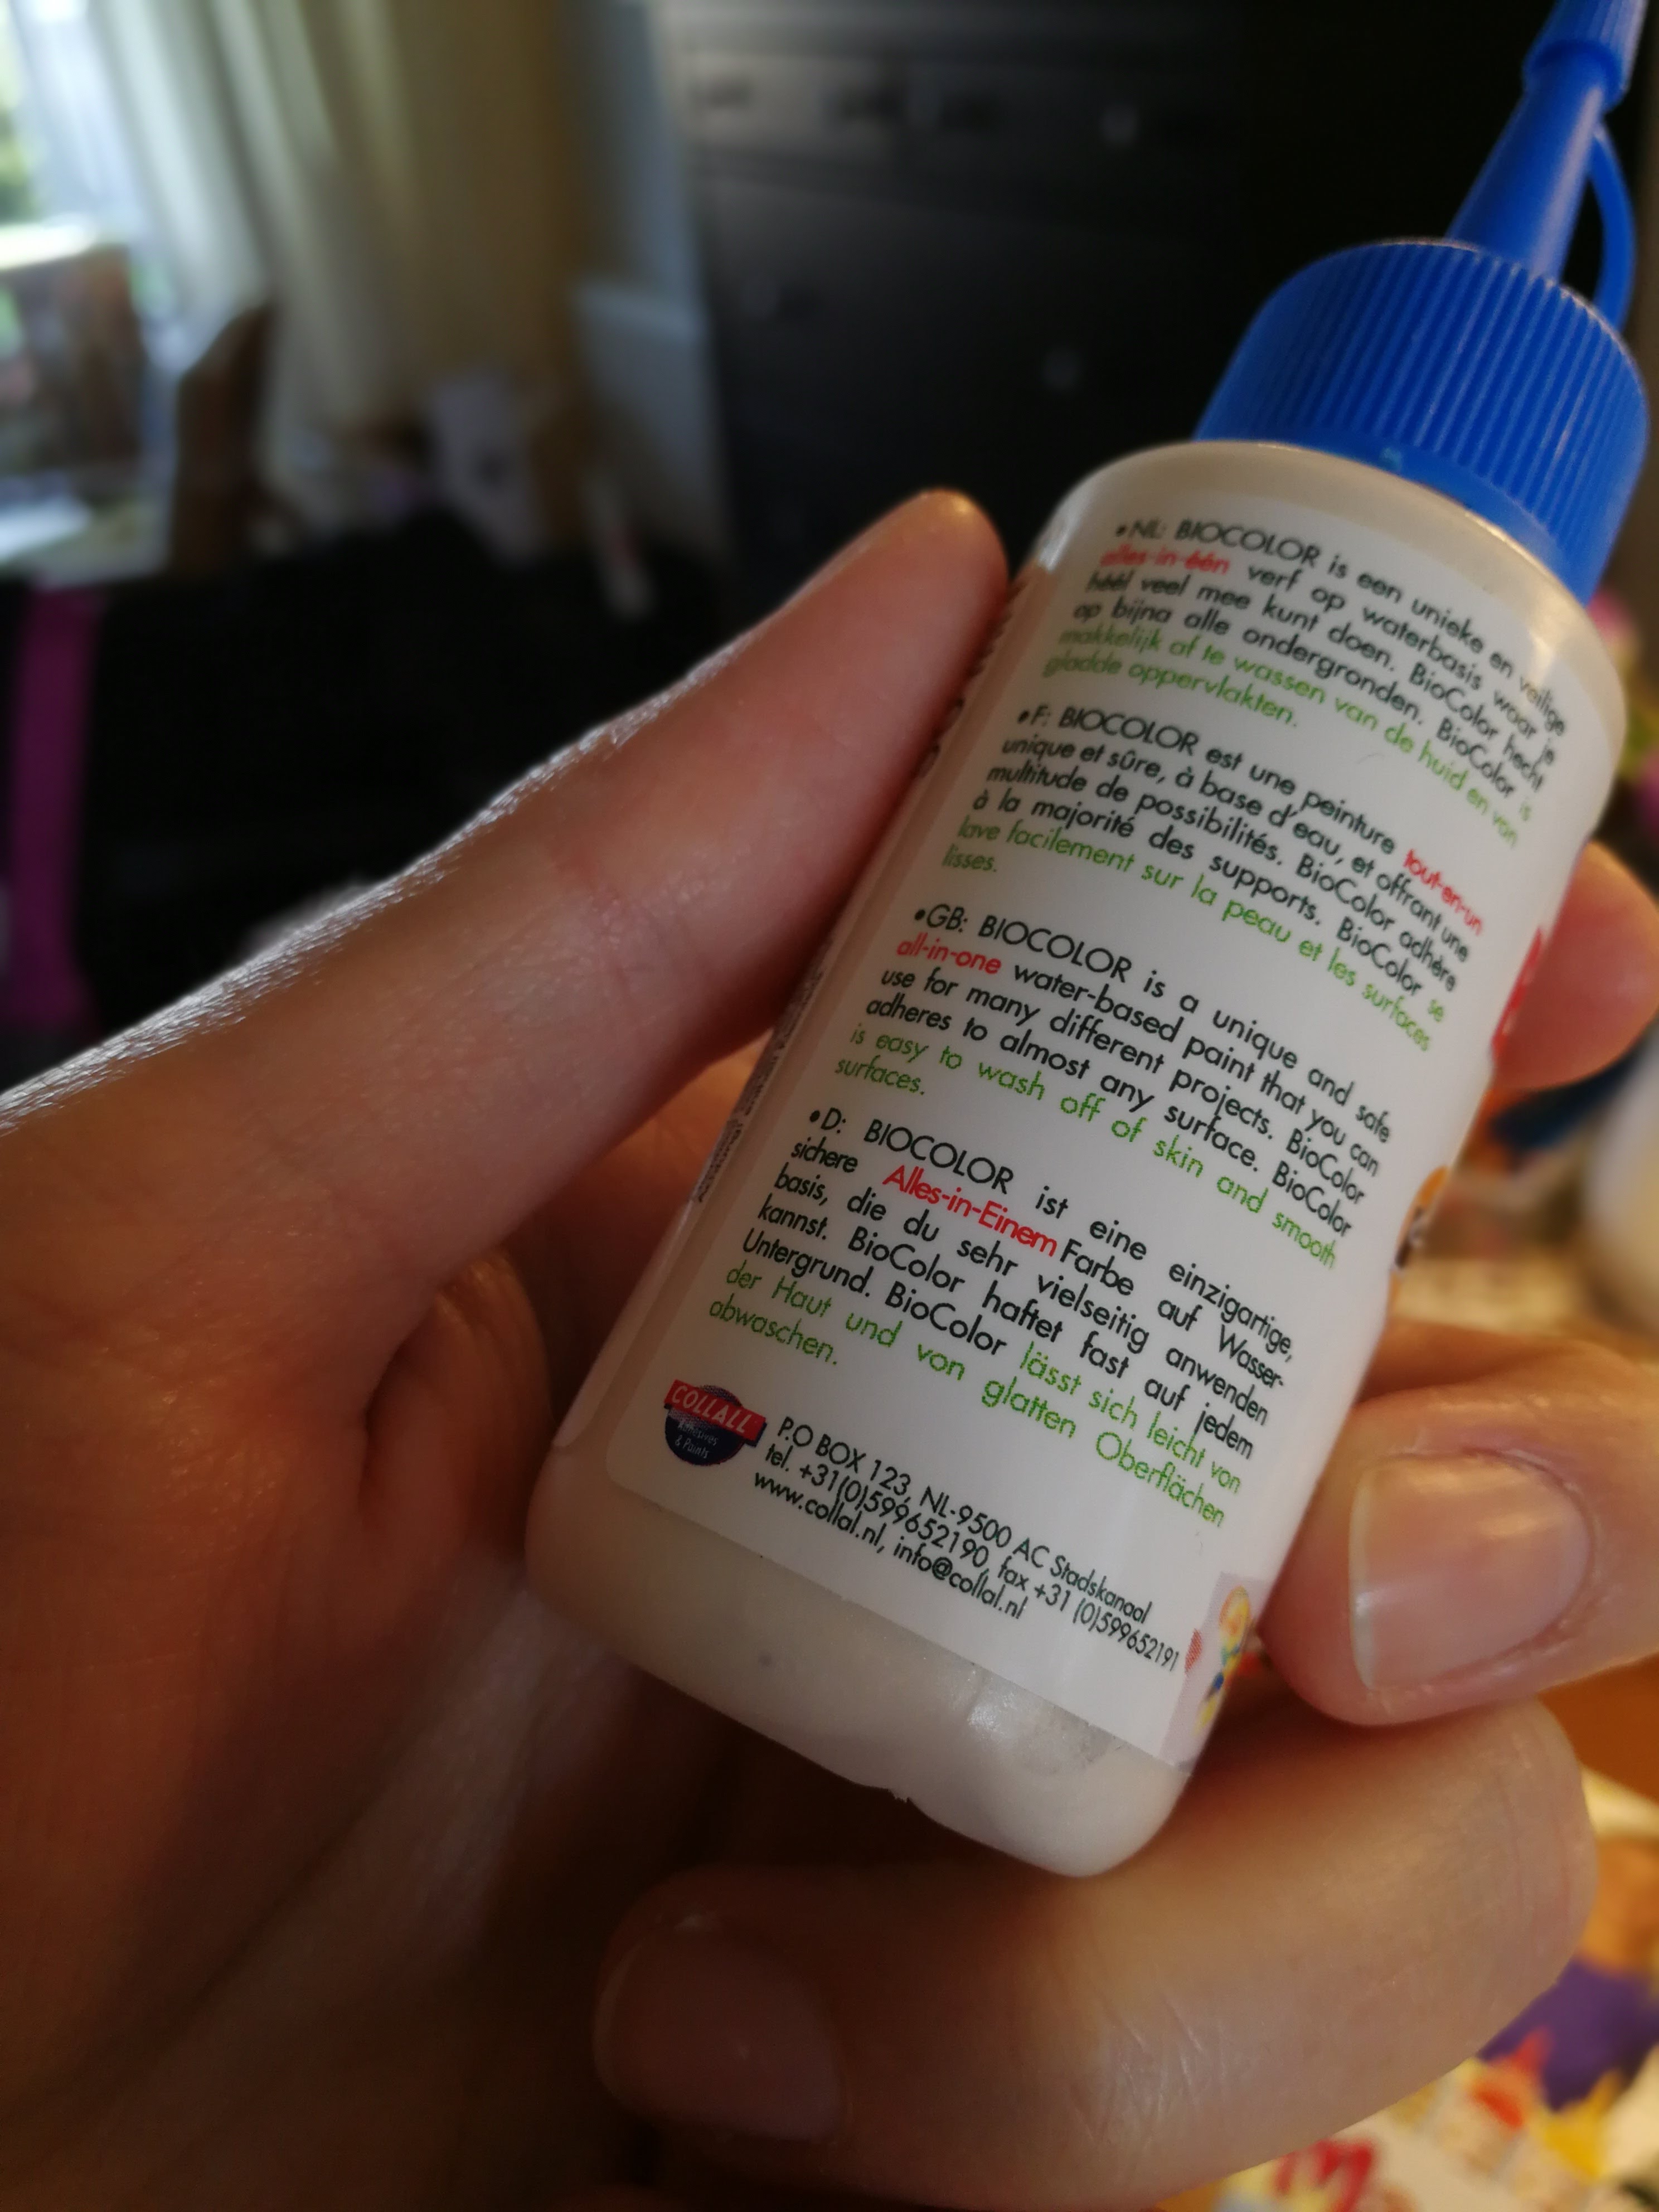 •NL: BIOCOLOR is een unieke en veilige
alles-in-één verf op waterbasis waar je
héél veel mee kunt doen. BioColor hecht
op bijna alle ondergronden. BioColor is
makkelijk af te wassen van de huid en van
gladde oppervlakten.
•F: BIOCOLOR est une peinture tout-en-un
unique et sûre, à base d'eau, et offrant une
multitude de possibilités. BioColor adhère
à la majorité des supports. BioColor se
lave facilement sur la peau et les surfaces
lisses.
•GB: BIOCOLOR is a unique and safe
all-in-one water-based paint that you can
use for many different projects. BioColor
adheres to almost any surface. BioColor
is easy to wash off of skin and smooth
surfaces.
•D: BIOCOLOR ist eine einzigartige,
sichere Alles-in-Einem Farbe auf Wasser-
basis, die du sehr vielseitig anwenden
kannst. BioColor haftet fast auf jedem
Untergrund. BioColor lässt sich leicht von
der Haut und von glatten Oberflächen
abwaschen.
COLLALL
Adhesives
& Paints
P.O BOX 123, NL-9500 AC Stadskanaal
tel. +31(0)599652190, fax +31 (0)599652191
www.collal.nl, info@collal.nl